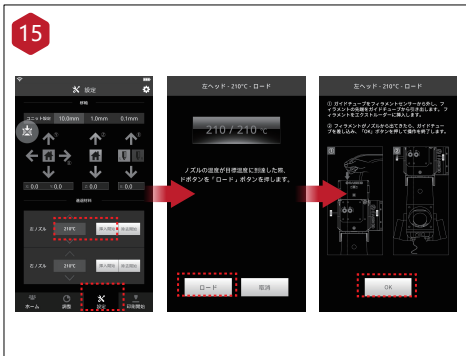 15
設定
移動
ユニット移動 10.0mm 1.0mm 0.1mm
0.0 0.0 0.0 0.0
左ノズル 210℃ 挿入開始
右ノズル 210℃ 挿入開始
ホーム 調整 設定 印刷開始
左ヘッド - 210°C - ロード
210 / 210 ℃
ノズルの温度が目標温度に到達した際、
ドボタンを「ロード」ボタンを押します。
ロード 取消
左ヘッド - 210°C - ロード
① ガイドチューブをフィラメントセンサーから外し、フ
ィラメントの先端をガイドチューブから引き出します。フ
ィラメントをエクストルーダーに挿入します。
② フィラメントがノズルから出てきたら、ガイドチュー
ブを差し込み、「OK」ボタンを押して操作を終了します。
① ②
OK